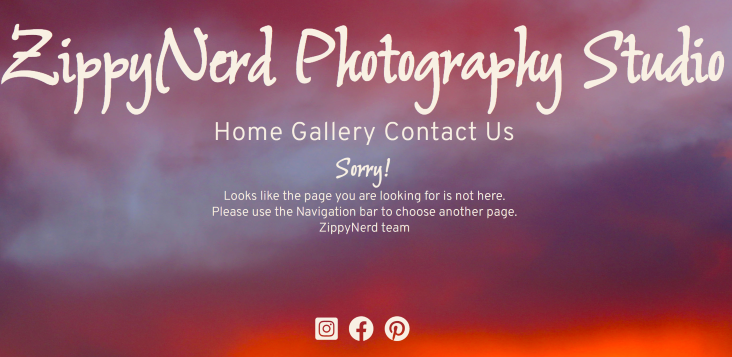 ZippyNerd Photography Studio
Home Gallery Contact Us
Sorry!
Looks like the page you are looking for is not here.
Please use the Navigation bar to choose another page.
ZippyNerd team